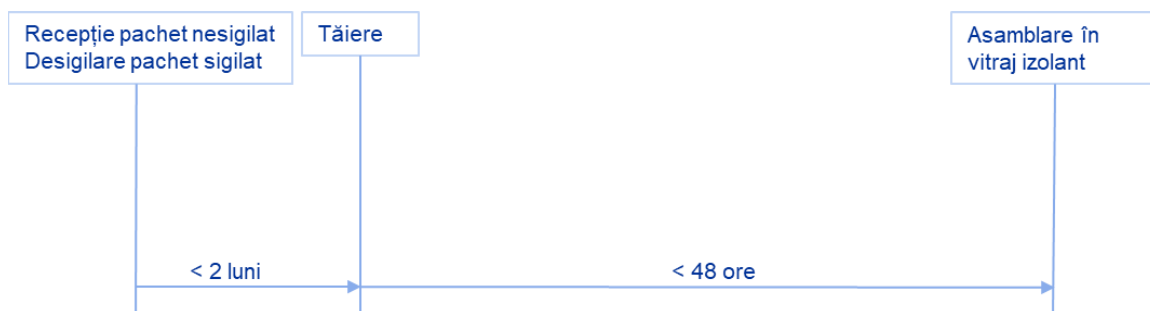 Recepție pachet nesigilat
Desigilare pachet sigilat
Tăiere
Asamblare în
vitraj izolant
< 2 luni
< 48 ore